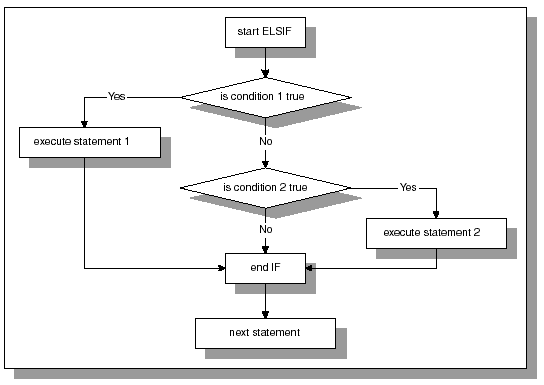 start ELSIF
is condition 1 true
Yes
execute statement 1
No
is condition 2 true
Yes
execute statement 2
No
end IF
next statement